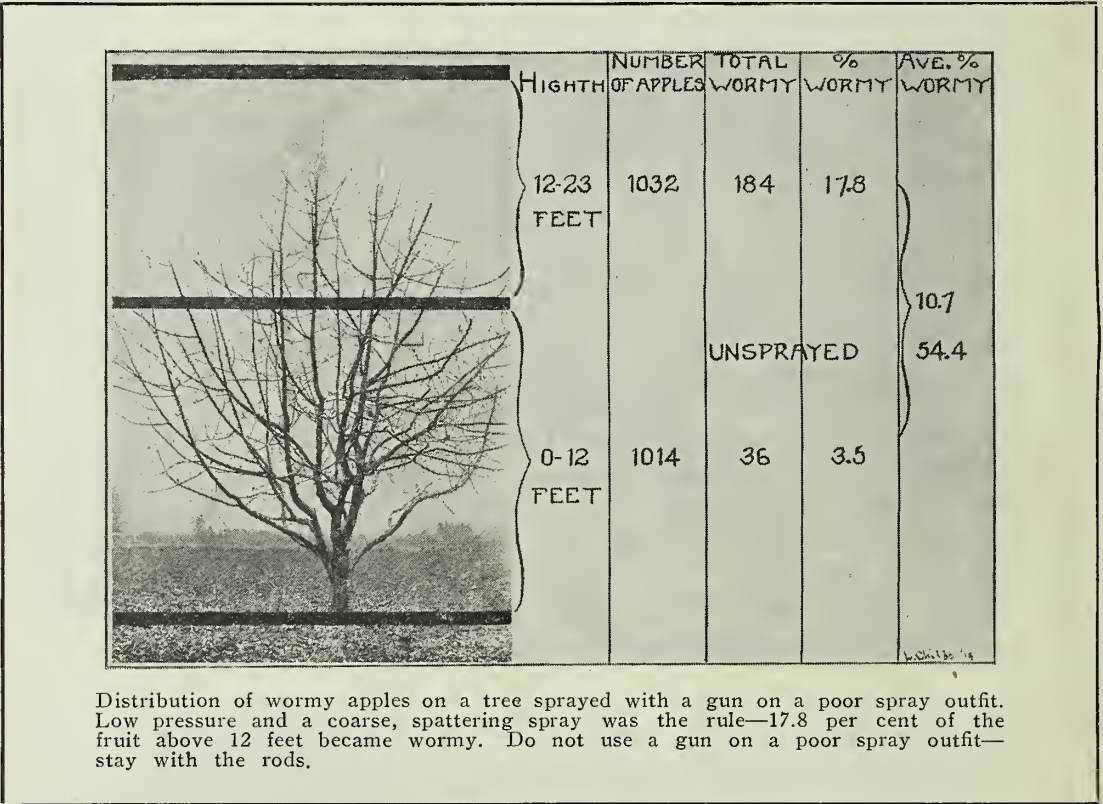 HIGHTH NUMBER OF APPLES TOTAL WORMY % WORMY AVE. % WORMY
12-23 FEET 1032 184 17.8
10.7
UNSPRAYED 54.4
0-12 FEET 1014 36 3.5
Distribution of wormy apples on a tree sprayed with a gun on a poor spray outfit.
Low pressure and a coarse, spattering spray was the rule—17.8 per cent of the
fruit above 12 feet became wormy. Do not use a gun on a poor spray outfit—
stay with the rods.